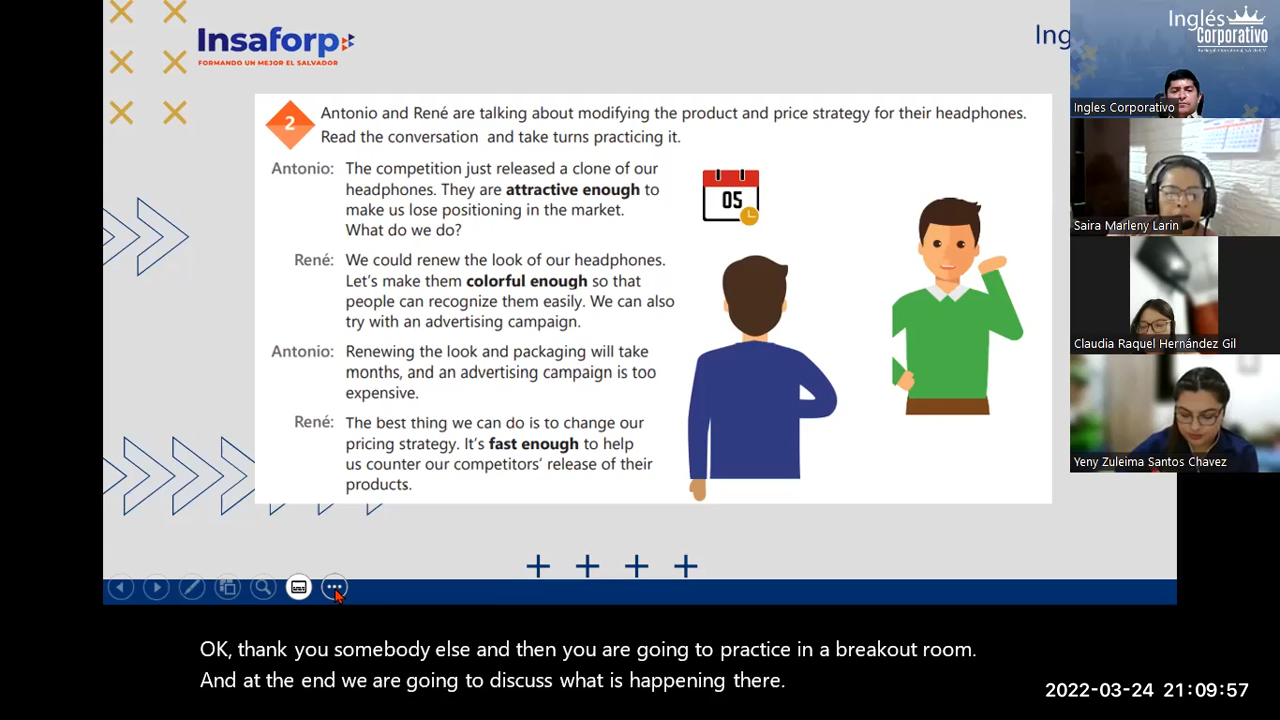 Insaforp
FORMANDO UN MEJOR EL SALVADOR
Ing
Inglés
Corporativo
Ingles Corporativo
Saira Marleny Larin
Claudia Raquel Hernández Gil
Yeny Zuleima Santos Chavez
2
Antonio and René are talking about modifying the product and price strategy for their headphones.
Read the conversation and take turns practicing it.
Antonio: The competition just released a clone of our
headphones. They are attractive enough to
make us lose positioning in the market.
What do we do?
René: We could renew the look of our headphones.
Let's make them colorful enough so that
people can recognize them easily. We can also
try with an advertising campaign.
Antonio: Renewing the look and packaging will take
months, and an advertising campaign is too
expensive.
René: The best thing we can do is to change our
pricing strategy. It's fast enough to help
us counter our competitors' release of their
products.
05
OK, thank you somebody else and then you are going to practice in a breakout room.
And at the end we are going to discuss what is happening there.
2022-03-24 21:09:57